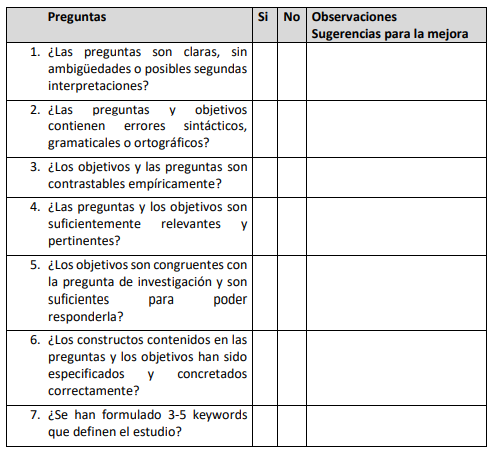 Preguntas Si No Observaciones
Sugerencias para la mejora
1. ¿Las preguntas son claras, sin
ambigüedades o posibles segundas
interpretaciones?
2. ¿Las preguntas y objetivos
contienen errores sintácticos,
gramaticales o ortográficos?
3. ¿Los objetivos y las preguntas son
contrastables empíricamente?
4. ¿Las preguntas y los objetivos son
suficientemente relevantes y
pertinentes?
5. ¿Los objetivos son congruentes con
la pregunta de investigación y son
suficientes para poder
responderla?
6. ¿Los constructos contenidos en las
preguntas y los objetivos han sido
especificados y concretados
correctamente?
7. ¿Se han formulado 3-5 keywords
que definen el estudio?